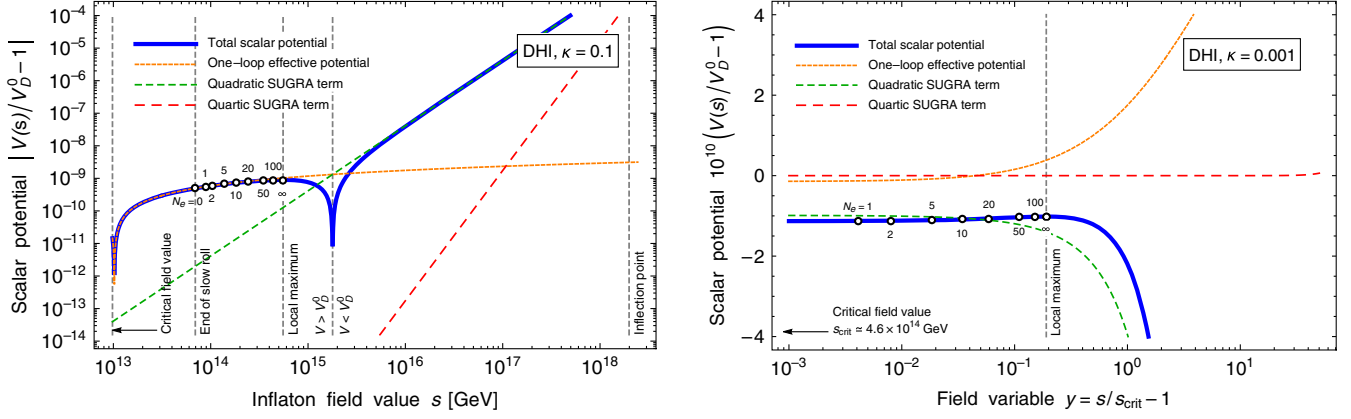 Scalar potential |V(s)/V_D^0 − 1|
10^−4
10^−5
10^−6
10^−7
10^−8
10^−9
10^−10
10^−11
10^−12
10^−13
10^−14
Total scalar potential
One-loop effective potential
Quadratic SUGRA term
Quartic SUGRA term
DHI, κ = 0.1
1 5 20 100
N_e = 0 2 10 50 ∞
Critical field value
End of slow roll
Local maximum
V > V_D^0
V < V_D^0
Inflection point
10^13 10^14 10^15 10^16 10^17 10^18
Inflaton field value s [GeV]
Scalar potential 10^10 (V(s)/V_D^0 − 1)
4
2
0
−2
−4
Total scalar potential
One-loop effective potential
Quadratic SUGRA term
Quartic SUGRA term
DHI, κ = 0.001
N_e = 1 5 20 100
2 10 50 ∞
Critical field value
s_crit ≃ 4.6 × 10^14 GeV
Local maximum
10^−3 10^−2 10^−1 10^0 10^1
Field variable y = s/s_crit − 1